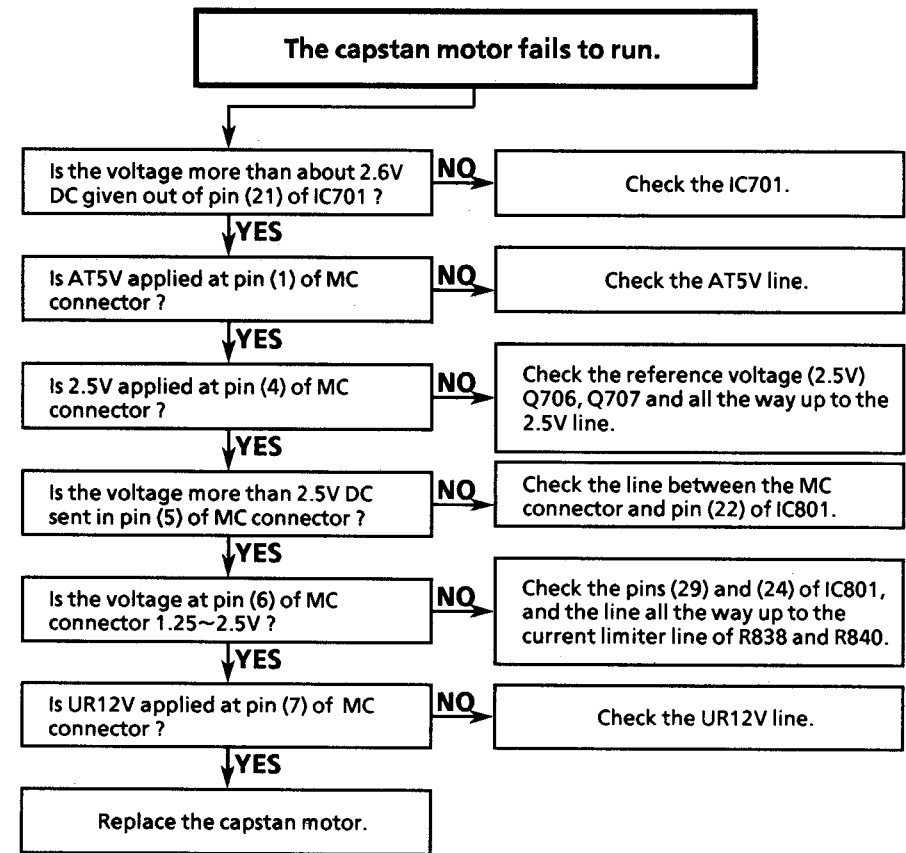 The capstan motor fails to run.
Is the voltage more than about 2.6V
DC given out of pin (21) of IC701 ?
NO
Check the IC701.
YES
Is AT5V applied at pin (1) of MC
connector ?
NO
Check the AT5V line.
YES
Is 2.5V applied at pin (4) of MC
connector ?
NO
Check the reference voltage (2.5V)
Q706, Q707 and all the way up to the
2.5V line.
YES
Is the voltage more than 2.5V DC
sent in pin (5) of MC connector ?
NO
Check the line between the MC
connector and pin (22) of IC801.
YES
Is the voltage at pin (6) of MC
connector 1.25~2.5V ?
NO
Check the pins (29) and (24) of IC801,
and the line all the way up to the
current limiter line of R838 and R840.
YES
Is UR12V applied at pin (7) of MC
connector ?
NO
Check the UR12V line.
YES
Replace the capstan motor.